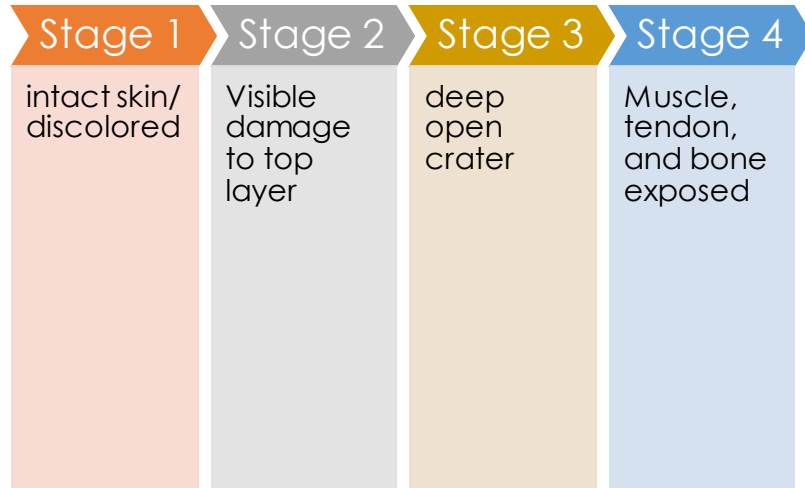 Stage 1
Stage 2
Stage 3
Stage 4
intact skin/
discolored
Visible
damage
to top
layer
deep
open
crater
Muscle,
tendon,
and bone
exposed